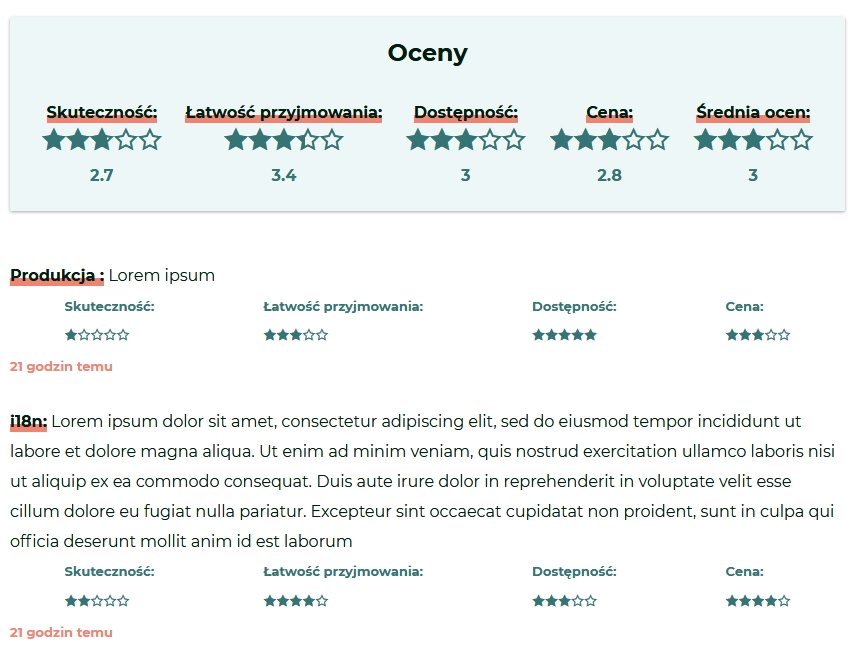 Oceny
Skuteczność: Łatwość przyjmowania: Dostępność: Cena: Średnia ocen:
2.7 3.4 3 2.8 3
Produkcja : Lorem ipsum
Skuteczność: Łatwość przyjmowania: Dostępność: Cena:
21 godzin temu
i18n: Lorem ipsum dolor sit amet, consectetur adipiscing elit, sed do eiusmod tempor incididunt ut
labore et dolore magna aliqua. Ut enim ad minim veniam, quis nostrud exercitation ullamco laboris nisi
ut aliquip ex ea commodo consequat. Duis aute irure dolor in reprehenderit in voluptate velit esse
cillum dolore eu fugiat nulla pariatur. Excepteur sint occaecat cupidatat non proident, sunt in culpa qui
officia deserunt mollit anim id est laborum
Skuteczność: Łatwość przyjmowania: Dostępność: Cena:
21 godzin temu